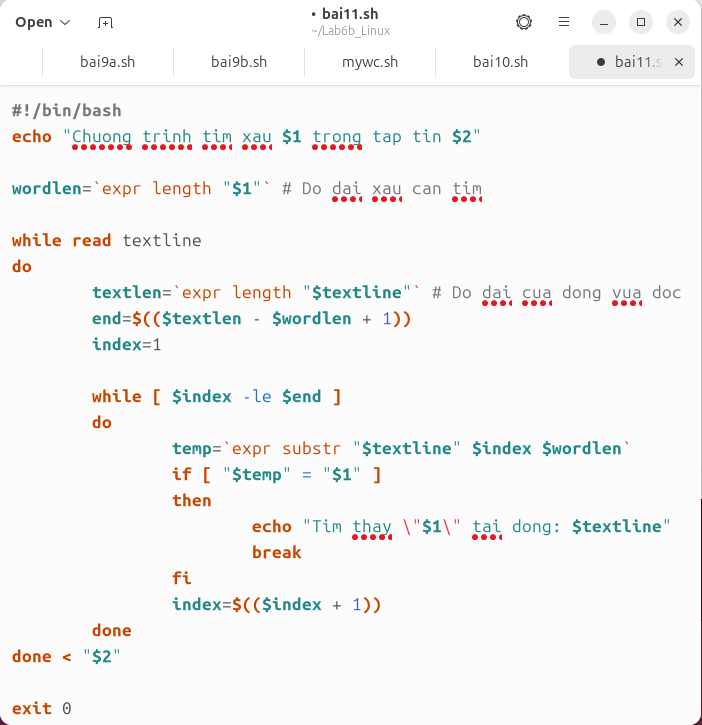 Open
• bai11.sh
~/Lab6b_Linux
bai9a.sh
bai9b.sh
mywc.sh
bai10.sh
● bai11.s
#!/bin/bash
echo "Chuong trinh tim xau $1 trong tap tin $2"

wordlen=`expr length "$1"` # Do dai xau can tim

while read textline
do
        textlen=`expr length "$textline"` # Do dai cua dong vua doc
        end=$(($textlen - $wordlen + 1))
        index=1

        while [ $index -le $end ]
        do
                temp=`expr substr "$textline" $index $wordlen`
                if [ "$temp" = "$1" ]
                then
                        echo "Tim thay \"$1\" tai dong: $textline"
                        break
                fi
                index=$(($index + 1))
        done
done < "$2"

exit 0